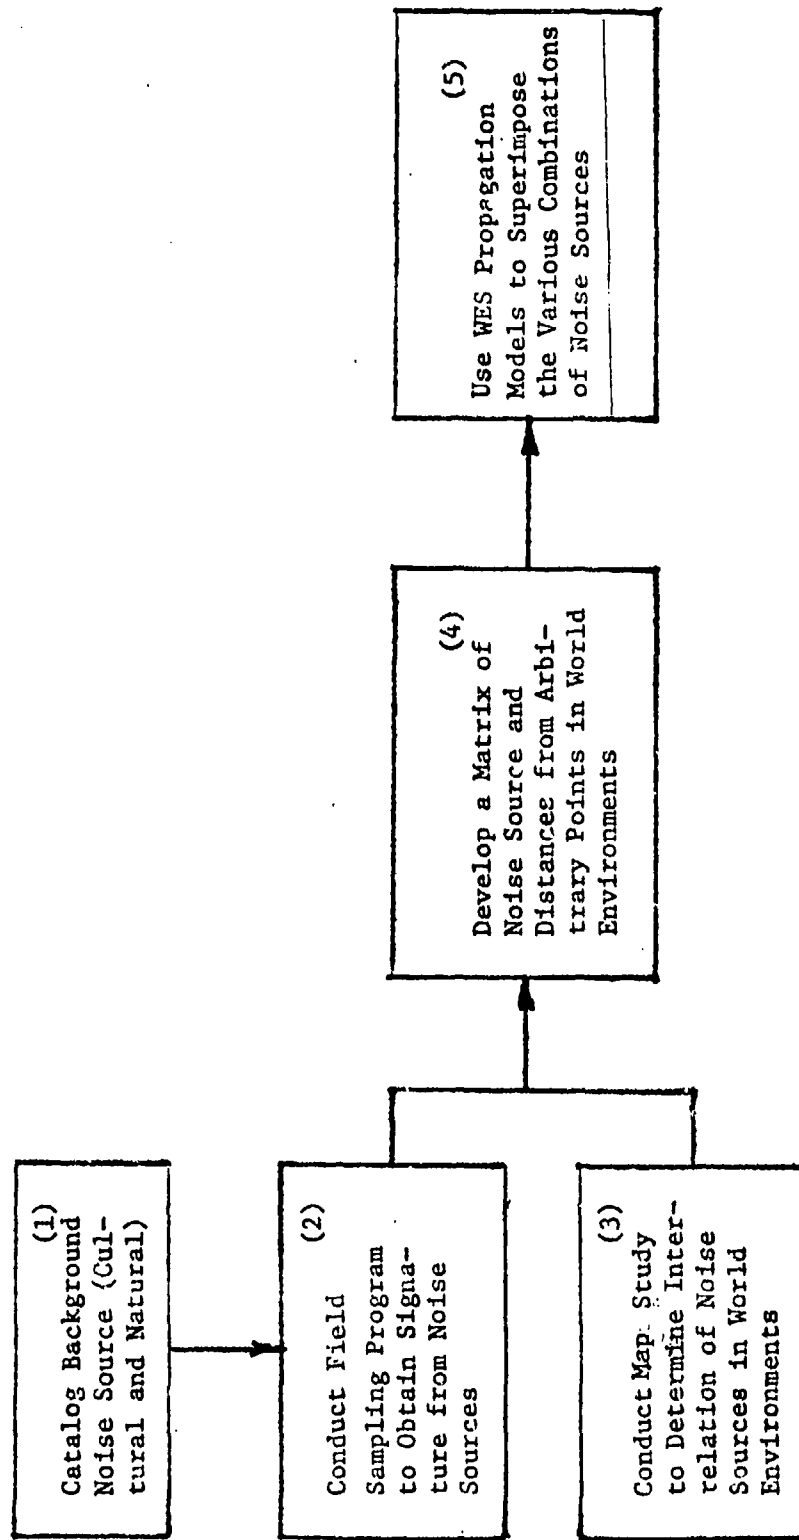 (1)
Catalog Background
Noise Source (Cul-
tural and Natural)
(2)
Conduct Field
Sampling Program
to Obtain Signa-
ture from Noise
Sources
(3)
Conduct Map Study
to Determine Inter-
relation of Noise
Sources in World
Environments
(4)
Develop a Matrix of
Noise Source and
Distances from Arbi-
trary Points in World
Environments
(5)
Use WES Propagation
Models to Superimpose
the Various Combinations
of Noise Sources